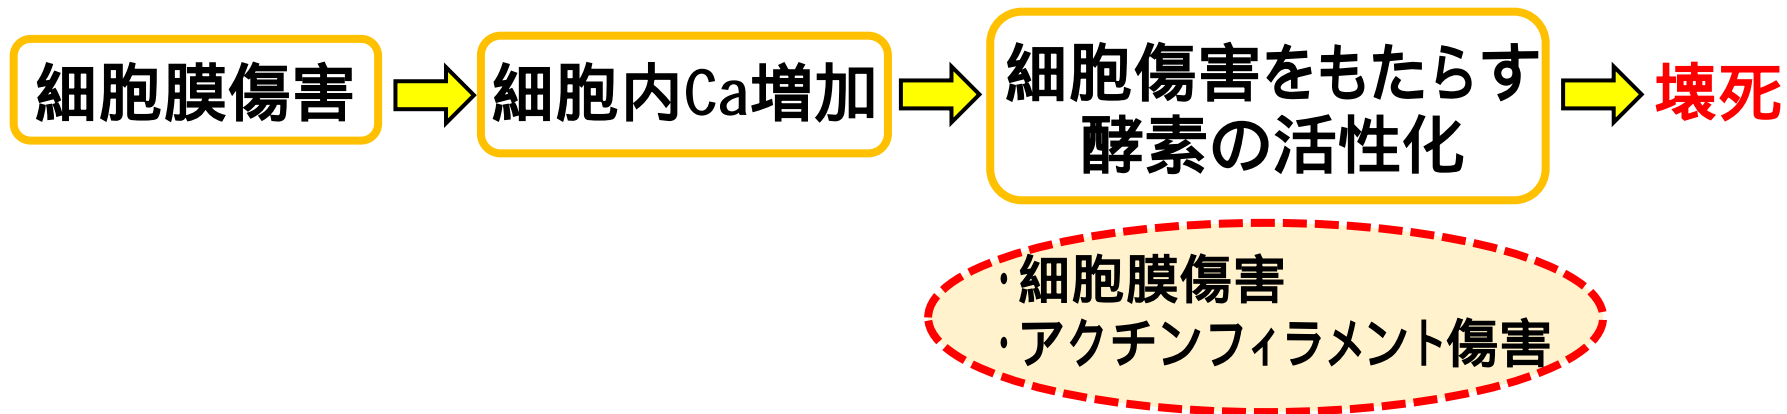 細胞膜傷害
細胞内Ca増加
細胞傷害をもたらす
酵素の活性化
壊死
・細胞膜傷害
・アクチンフィラメント傷害